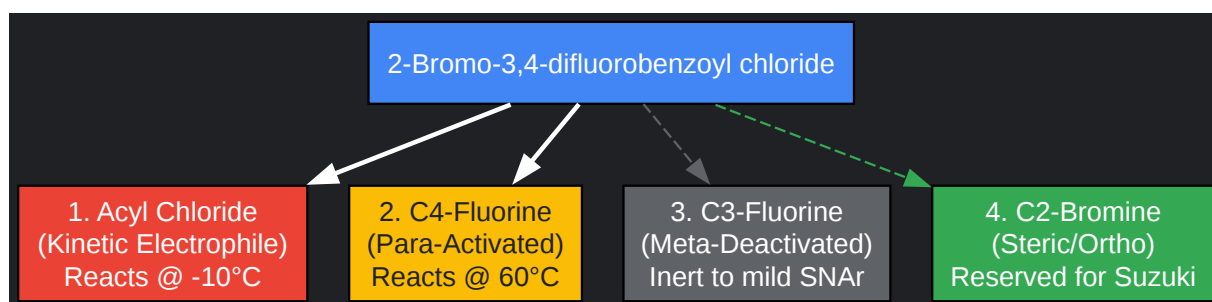 2-Bromo-3,4-difluorobenzoyl chloride
1. Acyl Chloride
(Kinetic Electrophile)
Reacts @ -10°C
2. C4-Fluorine
(Para-Activated)
Reacts @ 60°C
3. C3-Fluorine
(Meta-Deactivated)
Inert to mild SNAr
4. C2-Bromine
(Steric/Ortho)
Reserved for Suzuki